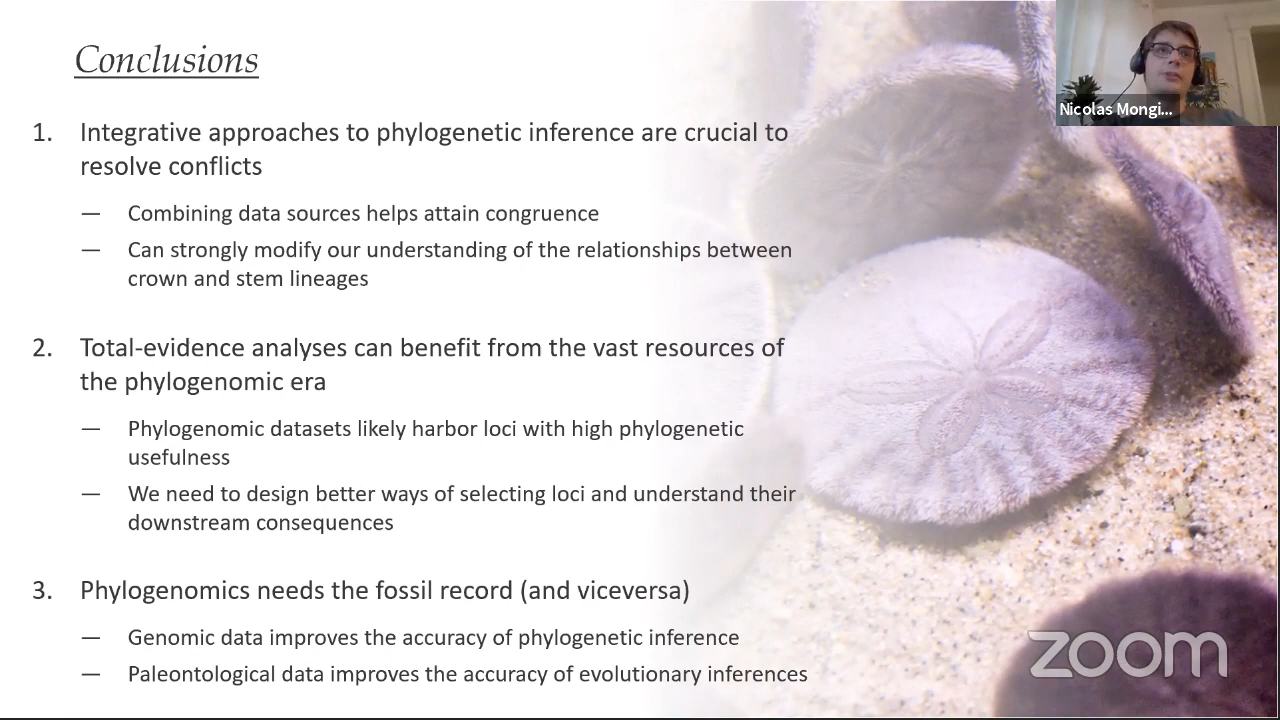 Conclusions
Nicolas Mongi...
1. Integrative approaches to phylogenetic inference are crucial to
resolve conflicts
— Combining data sources helps attain congruence
— Can strongly modify our understanding of the relationships between
crown and stem lineages
2. Total-evidence analyses can benefit from the vast resources of
the phylogenomic era
— Phylogenomic datasets likely harbor loci with high phylogenetic
usefulness
— We need to design better ways of selecting loci and understand their
downstream consequences
3. Phylogenomics needs the fossil record (and viceversa)
— Genomic data improves the accuracy of phylogenetic inference
— Paleontological data improves the accuracy of evolutionary inferences
zoom